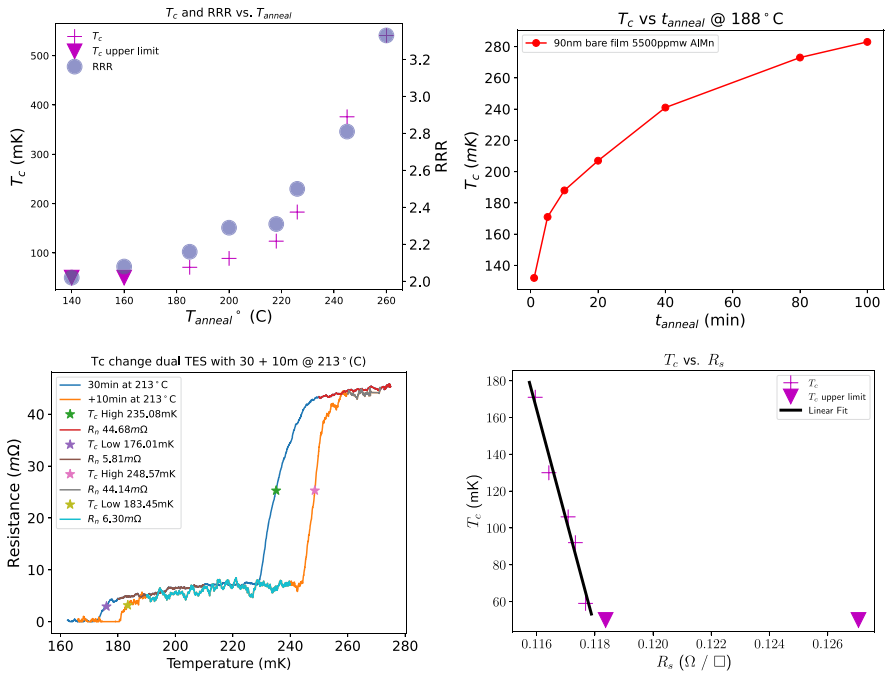 T_c and RRR vs. T_anneal
T_c
T_c upper limit
RRR
T_c (mK)
500
400
300
200
100
3.2
3.0
2.8
2.6
2.4
2.2
2.0
RRR
140 160 180 200 220 240 260
T_anneal° (C)
T_c vs t_anneal @ 188°C
90nm bare film 5500ppmw AlMn
T_c (mK)
280
260
240
220
200
180
160
140
0 20 40 60 80 100
t_anneal (min)
Tc change dual TES with 30 + 10m @ 213°(C)
30min at 213°C
+10min at 213°C
T_c High 235.08mK
R_n 44.68mΩ
T_c Low 176.01mK
R_n 5.81mΩ
T_c High 248.57mK
R_n 44.14mΩ
T_c Low 183.45mK
R_n 6.30mΩ
Resistance (mΩ)
40
30
20
10
0
160 180 200 220 240 260 280
Temperature (mK)
T_c vs. R_s
T_c
T_c upper limit
Linear Fit
T_c (mK)
180
160
140
120
100
80
60
0.116 0.118 0.120 0.122 0.124 0.126
R_s (Ω / □)